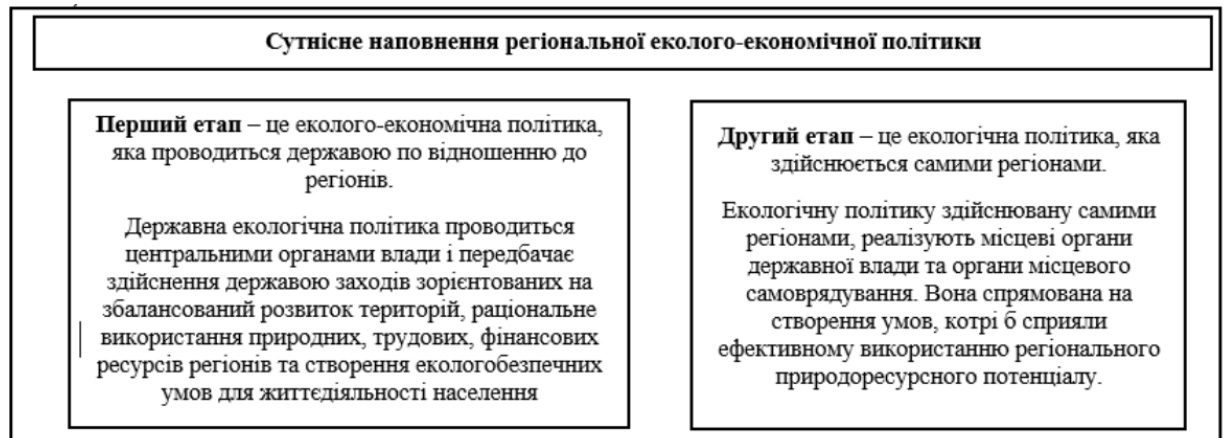 Сутнісне наповнення регіональної еколого-економічної політики
Перший етап – це еколого-економічна політика,
яка проводиться державою по відношенню до
регіонів.
Державна екологічна політика проводиться
центральними органами влади і передбачає
здійснення державою заходів зорієнтованих на
збалансований розвиток територій, раціональне
використання природних, трудових, фінансових
ресурсів регіонів та створення екологобезпечних
умов для життєдіяльності населення
Другий етап – це екологічна політика, яка
здійснюється самими регіонами.
Екологічну політику здійснювану самими
регіонами, реалізують місцеві органи
державної влади та органи місцевого
самоврядування. Вона спрямована на
створення умов, котрі б сприяли
ефективному використанню регіонального
природоресурсного потенціалу.